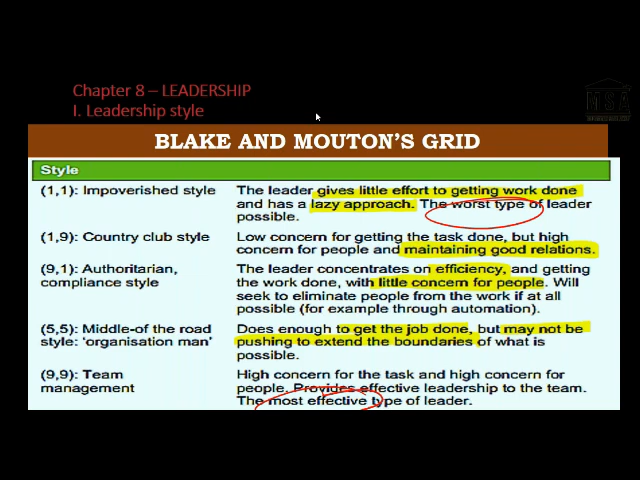 Chapter 8 – LEADERSHIP
I. Leadership style
MSA
BLAKE AND MOUTON'S GRID
Style
(1,1): Impoverished style
The leader gives little effort to getting work done
and has a lazy approach. The worst type of leader
possible.
(1,9): Country club style
Low concern for getting the task done, but high
concern for people and maintaining good relations.
(9,1): Authoritarian,
compliance style
The leader concentrates on efficiency, and getting
the work done, with little concern for people. Will
seek to eliminate people from the work if at all
possible (for example through automation).
(5,5): Middle-of the road
style: 'organisation man'
Does enough to get the job done, but may not be
pushing to extend the boundaries of what is
possible.
(9,9): Team
management
High concern for the task and high concern for
people. Provides effective leadership to the team.
The most effective type of leader.